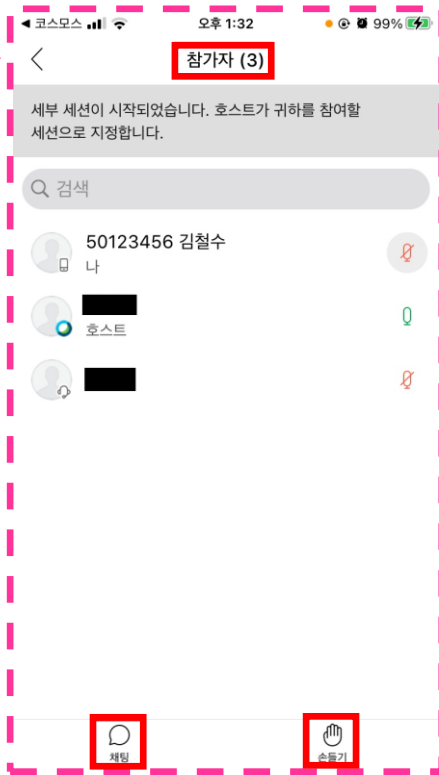 ◀ 코스모스 오후 1:32 99%
참가자 (3)
세부 세션이 시작되었습니다. 호스트가 귀하를 참여할
세션으로 지정합니다.
검색
50123456 김철수
나
호스트
채팅
손들기